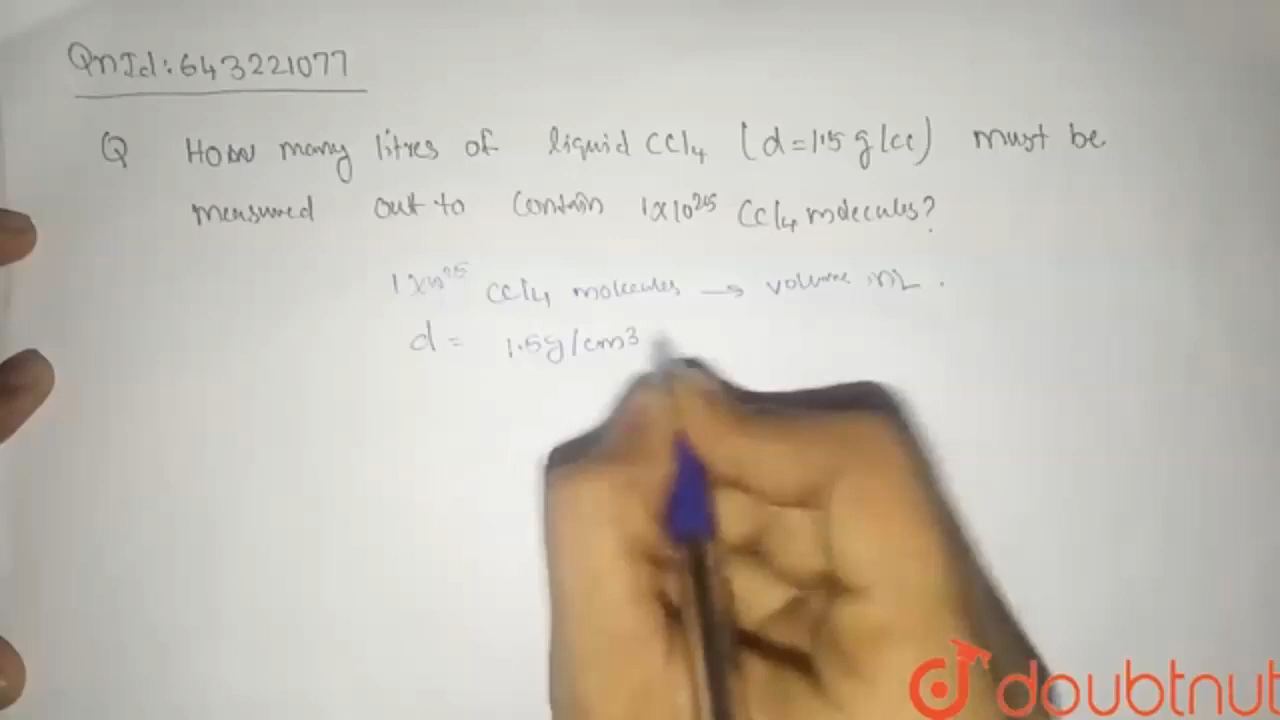 QnId:643221077
Q How many litres of liquid CCl4 (d=1.5 g/cc) must be
measured out to contain 1x10^25 CCl4 molecules?
1x10^25 CCl4 molecules → volume in L.
d = 1.5g/cm3
doubtnut